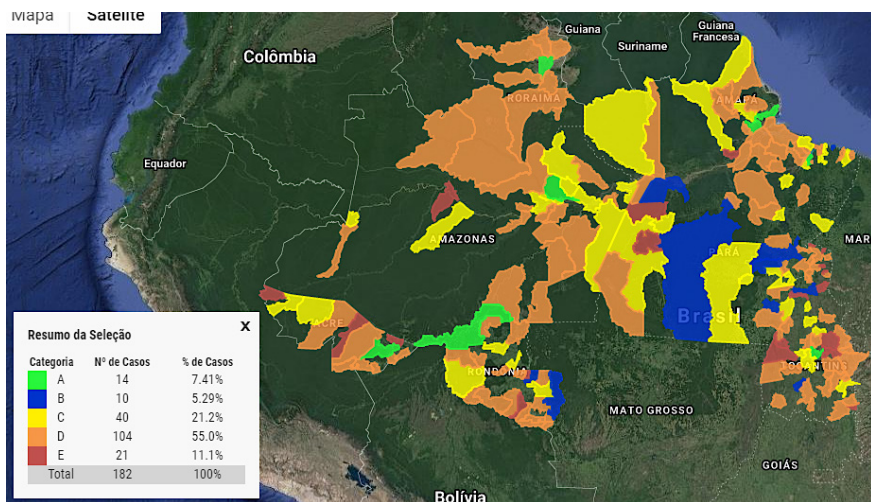 Mapa Satélite
Guiana
Suriname
Guiana
Francesa
Colômbia
RORAIMA
AMAPÁ
Equador
AMAZONAS
PARÁ
MAR
Brasil
ACRE
RONDÔNIA
TOCANTINS
MATO GROSSO
GOIÁS
Bolívia
Resumo da Seleção X
Categoria Nº de Casos % de Casos
A 14 7.41%
B 10 5.29%
C 40 21.2%
D 104 55.0%
E 21 11.1%
Total 182 100%